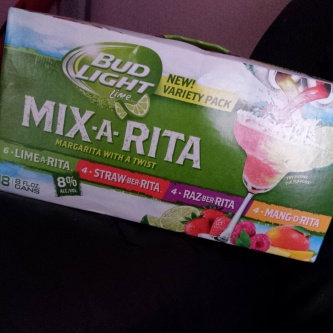 BUD
LIGHT
Lime
NEW!
VARIETY PACK
MIX-A-RITA
MARGARITA WITH A TWIST
6 - LIME-A-RITA
4 - STRAW-BER-RITA
4 - RAZ-BER-RITA
4 - MANG-O-RITA
8 8 FL. OZ.
CANS
8%
ALC/VOL